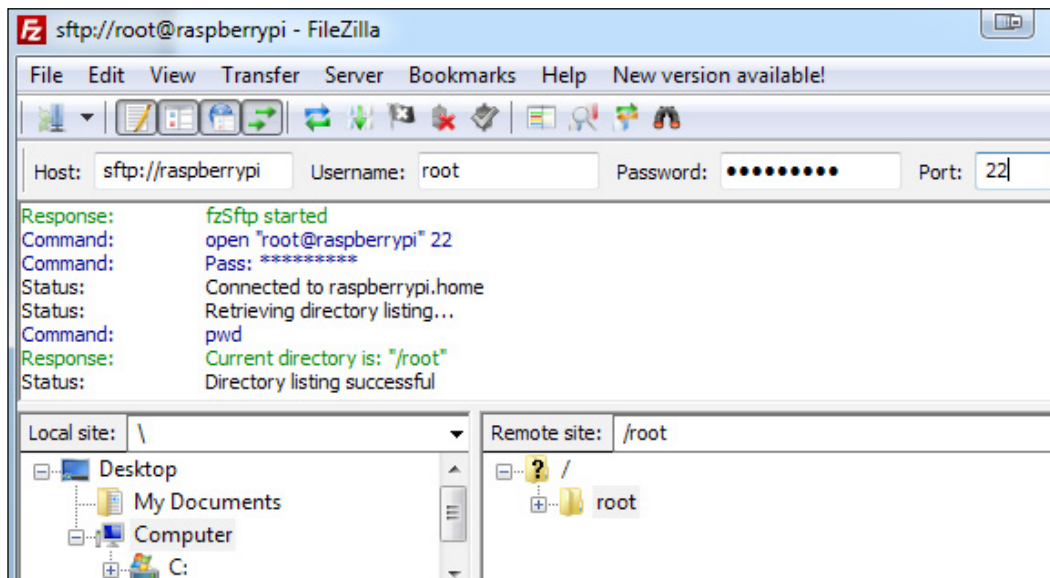 sftp://root@raspberrypi - FileZilla
File Edit View Transfer Server Bookmarks Help New version available!
Host: sftp://raspberrypi Username: root Password: ●●●●●●●●● Port: 22
Response: fzSftp started
Command: open "root@raspberrypi" 22
Command: Pass: *********
Status: Connected to raspberrypi.home
Status: Retrieving directory listing...
Command: pwd
Response: Current directory is: "/root"
Status: Directory listing successful
Local site: \ Remote site: /root
Desktop ? /
My Documents root
Computer
C: